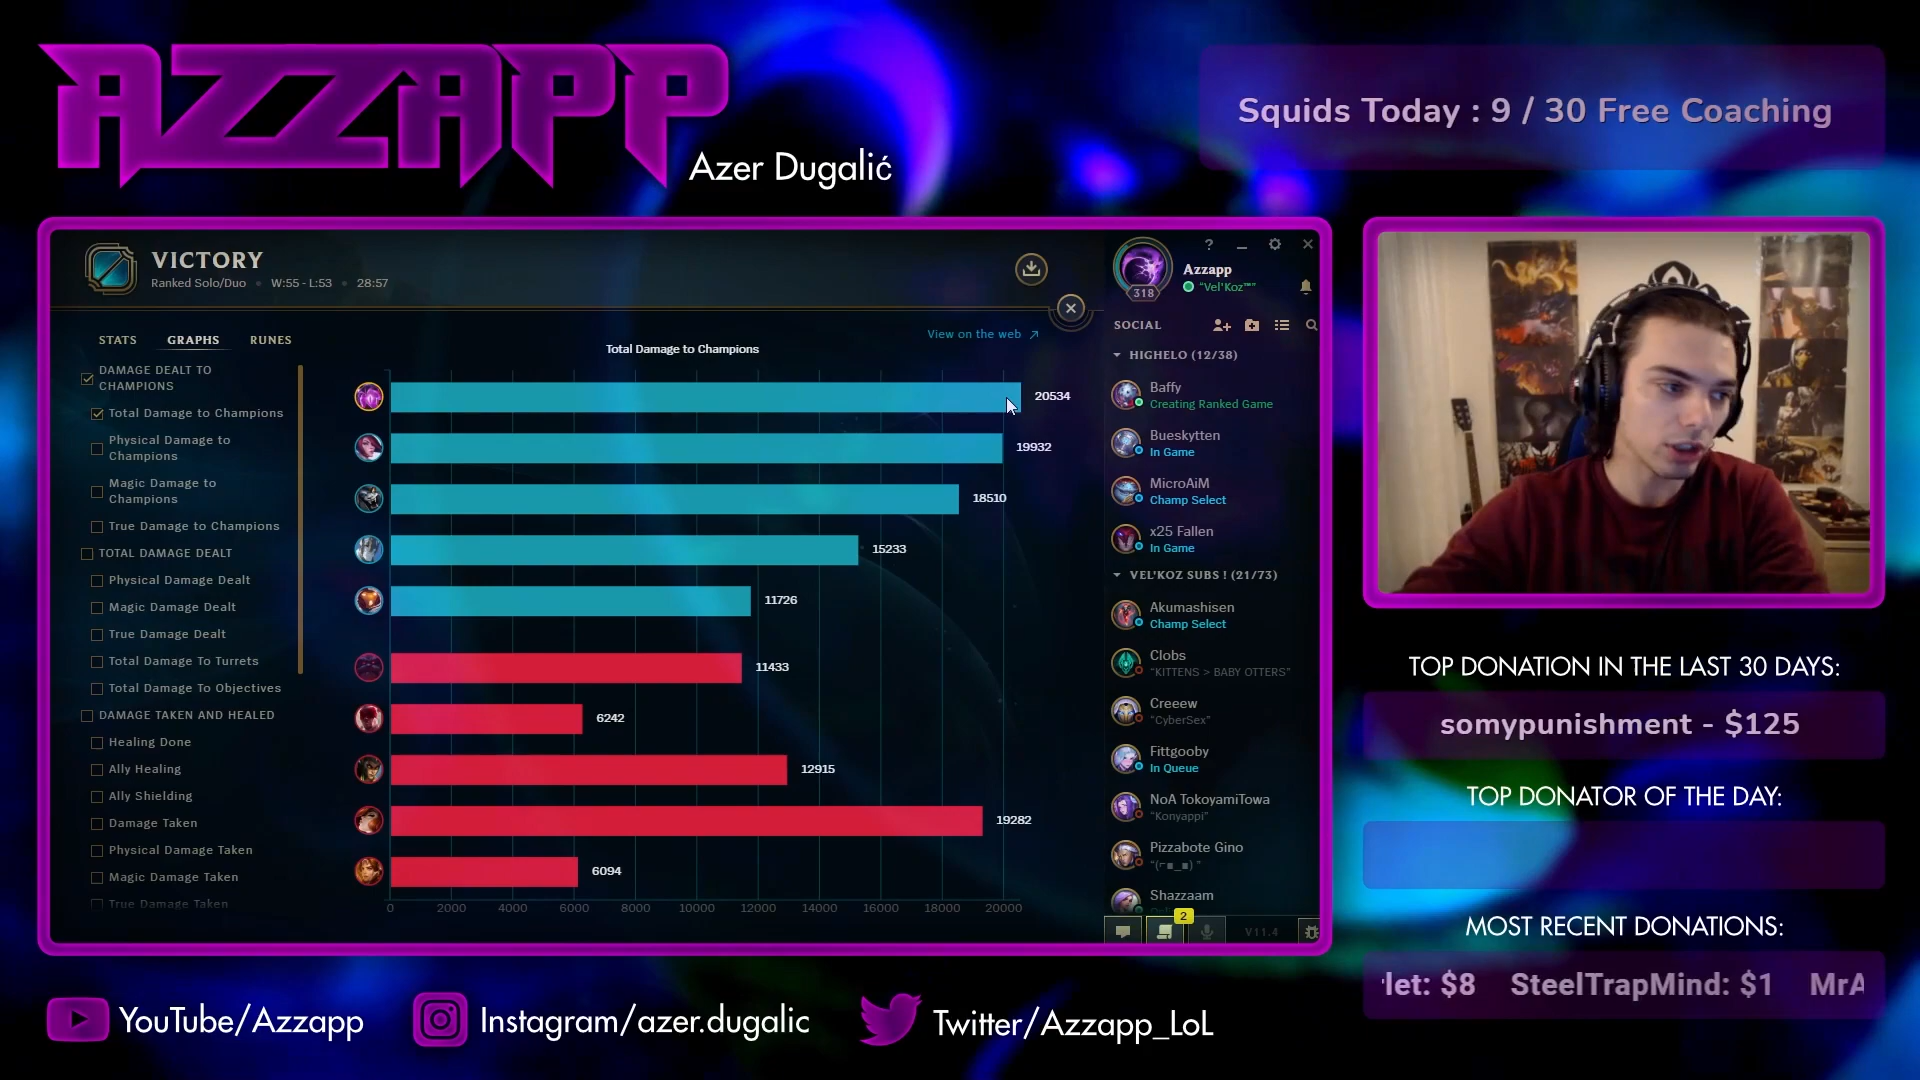 AZZAPP
Azer Dugalić
Squids Today : 9 / 30 Free Coaching
VICTORY
Ranked Solo/Duo • W:55 - L:53 • 28:57
STATS GRAPHS RUNES
View on the web
Total Damage to Champions
DAMAGE DEALT TO
CHAMPIONS
Total Damage to Champions
Physical Damage to
Champions
Magic Damage to
Champions
True Damage to Champions
TOTAL DAMAGE DEALT
Physical Damage Dealt
Magic Damage Dealt
True Damage Dealt
Total Damage To Turrets
Total Damage To Objectives
DAMAGE TAKEN AND HEALED
Healing Done
Ally Healing
Ally Shielding
Damage Taken
Physical Damage Taken
Magic Damage Taken
True Damage Taken
20534
19932
18510
15233
11726
11433
6242
12915
19282
6094
0 2000 4000 6000 8000 10000 12000 14000 16000 18000 20000
?
318
Azzapp
"Vel'Koz™"
SOCIAL
HIGHELO (12/38)
Baffy
Creating Ranked Game
Bueskytten
In Game
MicroAiM
Champ Select
x25 Fallen
In Game
VEL'KOZ SUBS ! (21/73)
Akumashisen
Champ Select
Clobs
"KITTENS > BABY OTTERS"
Creeew
"CyberSex"
Fittgooby
In Queue
NoA TokoyamiTowa
"Konyappi"
Pizzabote Gino
"(⌐■_■) "
Shazzaam
2
V11.4
TOP DONATION IN THE LAST 30 DAYS:
somypunishment - $125
TOP DONATOR OF THE DAY:
MOST RECENT DONATIONS:
let: $8 SteelTrapMind: $1 MrA
YouTube/Azzapp
Instagram/azer.dugalic
Twitter/Azzapp_LoL